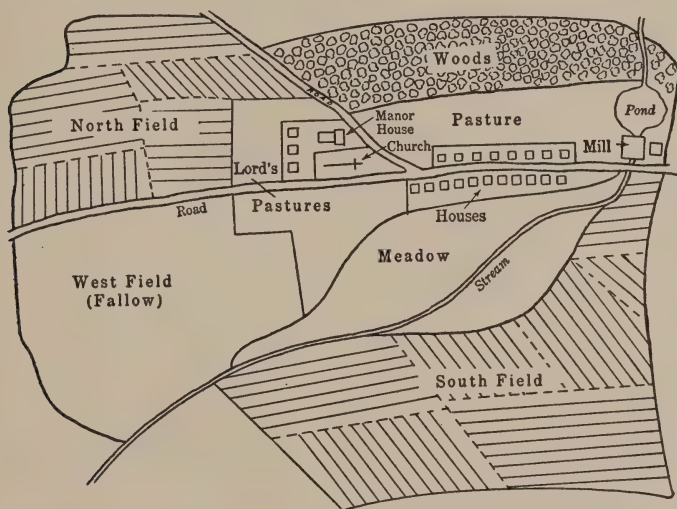 Woods
ROAD
Pond
North Field
Manor
House
Church
Pasture
Mill
Lord's
Pastures
Road
Houses
Meadow
Stream
West Field
(Fallow)
South Field